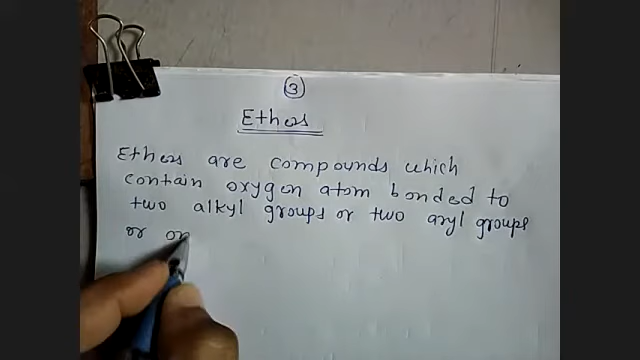 3
Ethers
Ethers are compounds which
contain oxygen atom bonded to
two alkyl groups or two aryl groups
or on